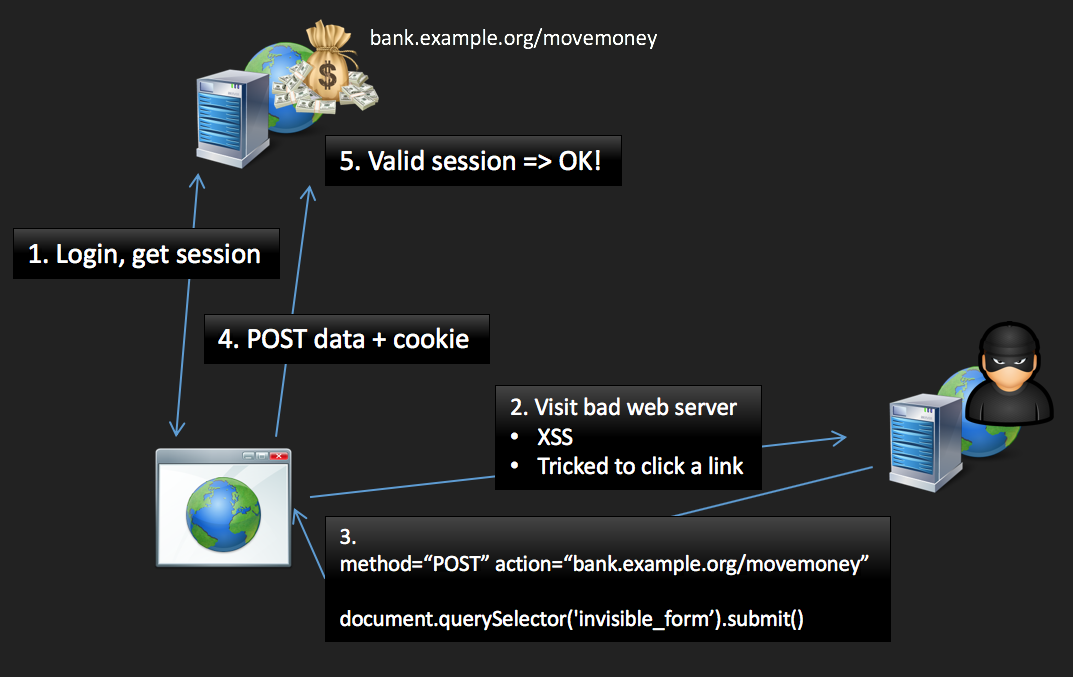 bank.example.org/movemoney
5. Valid session => OK!
1. Login, get session
4. POST data + cookie
2. Visit bad web server
• XSS
• Tricked to click a link
3.
method=“POST” action=“bank.example.org/movemoney”
document.querySelector('invisible_form’).submit()
$